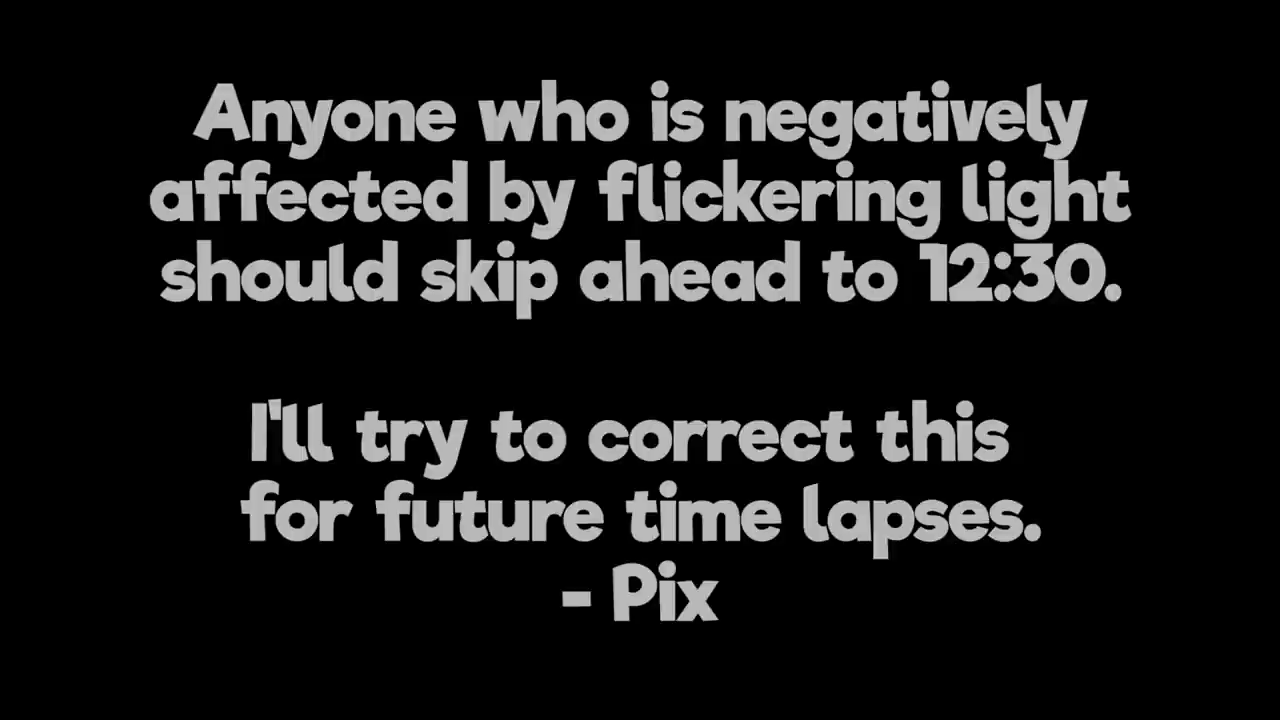 Anyone who is negatively
affected by flickering light
should skip ahead to 12:30.
I'll try to correct this
for future time lapses.
- Pix